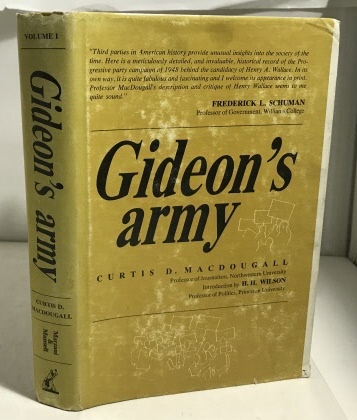 VOLUME I
Gideon's army
CURTIS D.
MACDOUGALL
Marzani
&
Munsell
"Third parties in American history provide unusual insights into the society of the
time. Here is a meticulously detailed, and invaluable, historical record of the Pro-
gressive party campaign of 1948 behind the candidacy of Henry A. Wallace. In its
own way, it is quite fabulous and fascinating and I welcome its appearance in print.
Professor MacDougall's description and critique of Henry Wallace seems to me
quite sound."
FREDERICK L. SCHUMAN
Professor of Government, William's College
Gideon's
army
CURTIS D. MACDOUGALL
Professor of Journalism, Northwestern University
Introduction by H. H. WILSON
Professor of Politics, Princeton University